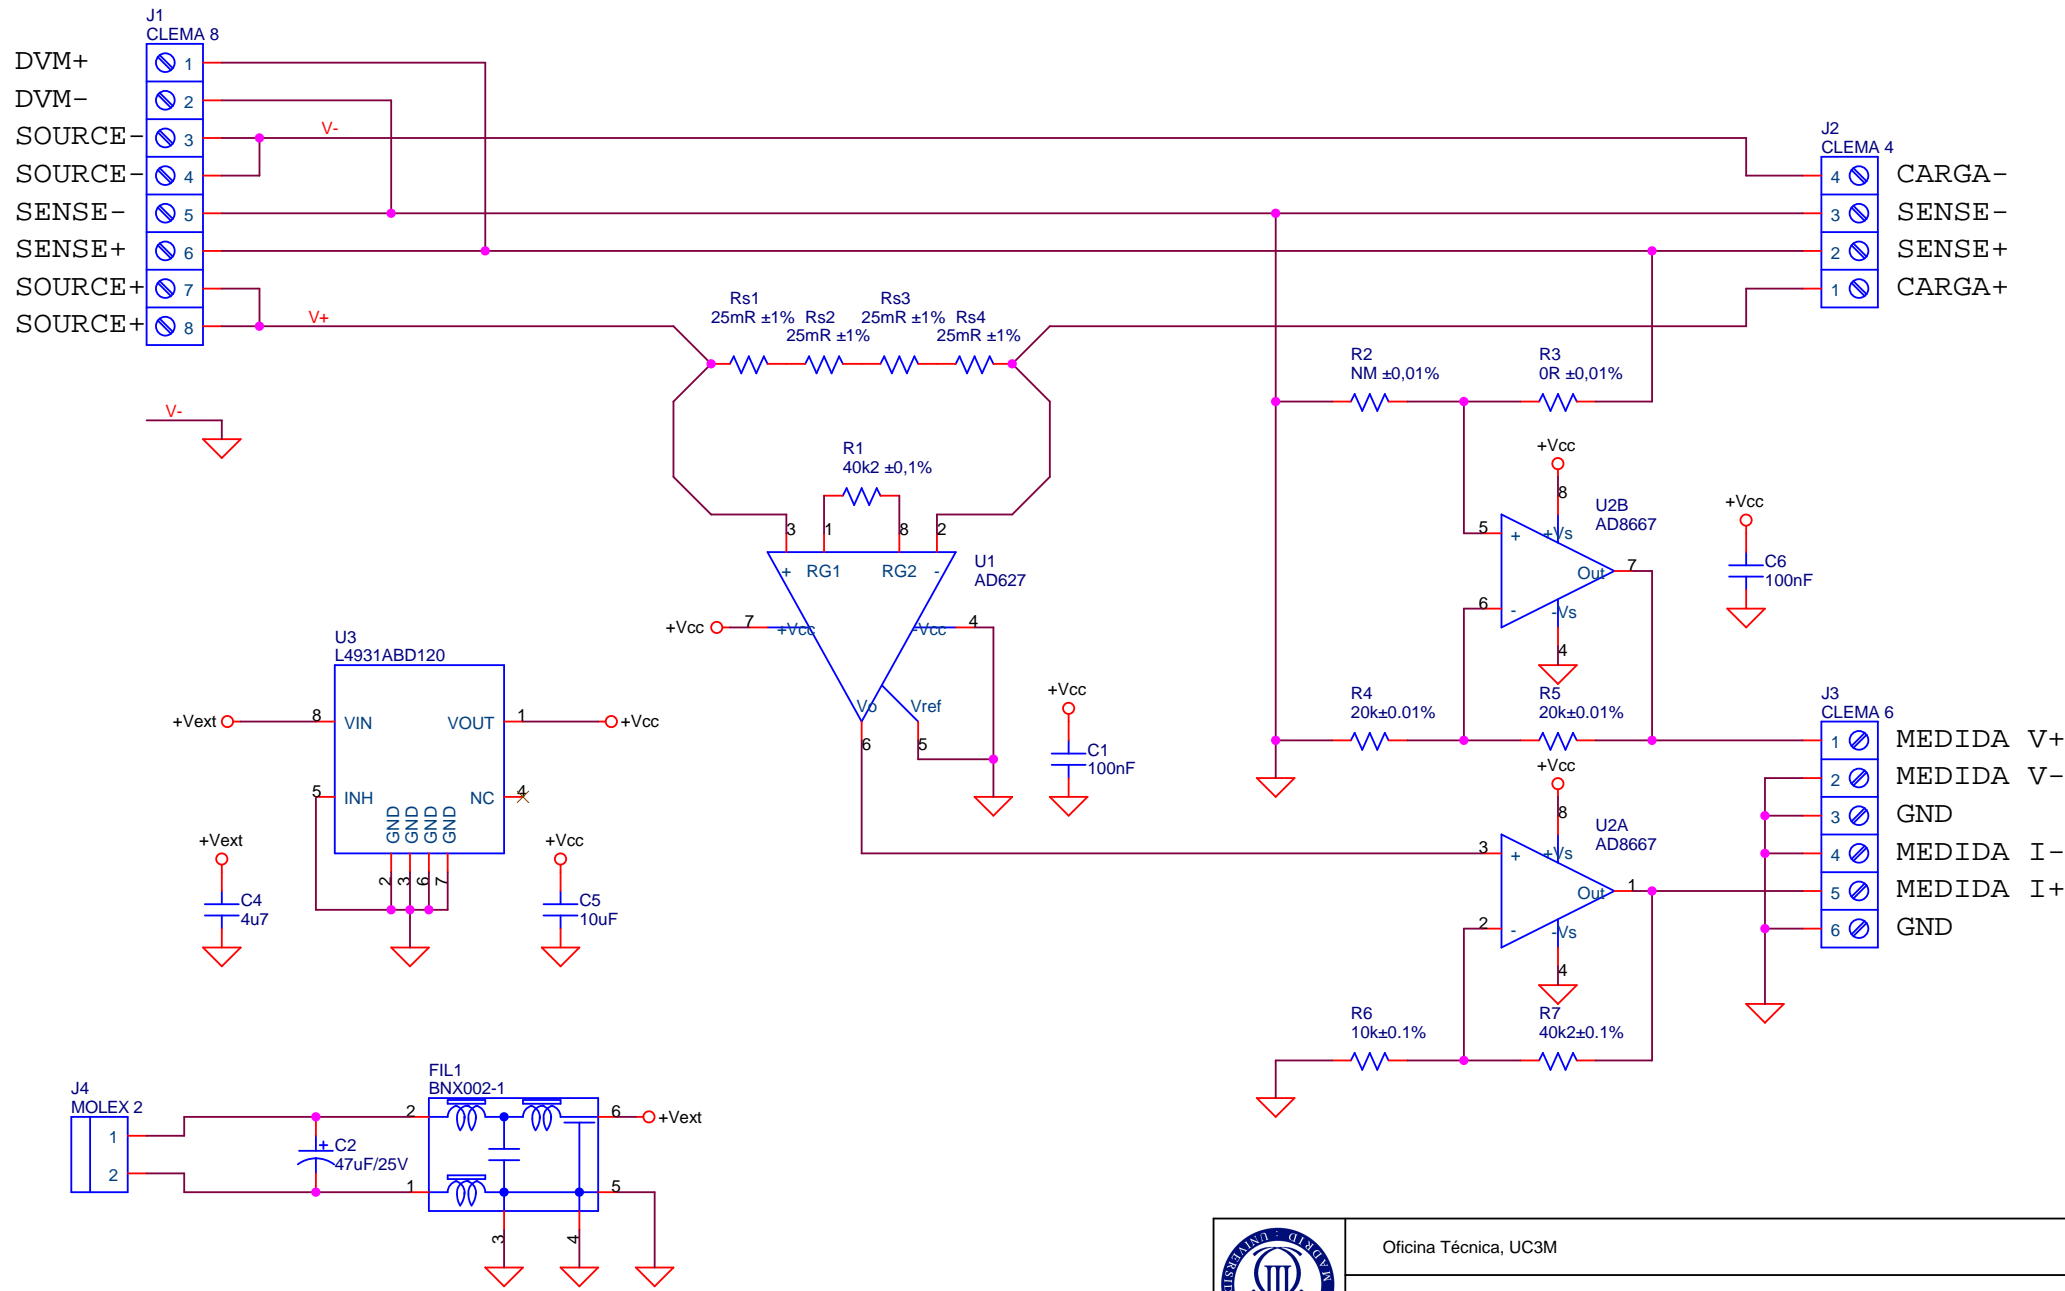 J1
CLEMA 8
DVM+
1
DVM-
2
SOURCE-
3
V-
SOURCE-
4
SENSE-
5
SENSE+
6
SOURCE+
7
SOURCE+
8
V+
J2
CLEMA 4
4
CARGA-
3
SENSE-
2
SENSE+
1
CARGA+
Rs1
25mR ±1%
Rs2
25mR ±1%
Rs3
25mR ±1%
Rs4
25mR ±1%
V-
R1
40k2 ±0,1%
3
1
8
2
+
RG1
RG2
-
U1
AD627
+Vcc
7
+Vcc
-Vcc
4
Vo
Vref
6
5
+Vcc
C1
100nF
R2
NM ±0,01%
R3
0R ±0,01%
+Vcc
8
U2B
AD8667
5
+
+Vs
Out
7
6
-
-Vs
4
+Vcc
C6
100nF
R4
20k±0.01%
R5
20k±0.01%
J3
CLEMA 6
1
MEDIDA V+
2
MEDIDA V-
3
GND
4
MEDIDA I-
5
MEDIDA I+
6
GND
+Vcc
8
U2A
AD8667
3
+
+Vs
Out
1
2
-
-Vs
4
R6
10k±0.1%
R7
40k2±0.1%
U3
L4931ABD120
+Vext
8
VIN
VOUT
1
+Vcc
5
INH
NC
4
GND
GND
GND
GND
2
3
6
7
+Vext
C4
4u7
+Vcc
C5
10uF
J4
MOLEX 2
1
2
+
C2
47uF/25V
FIL1
BNX002-1
2
6
+Vext
1
5
3
4
Oficina Técnica, UC3M